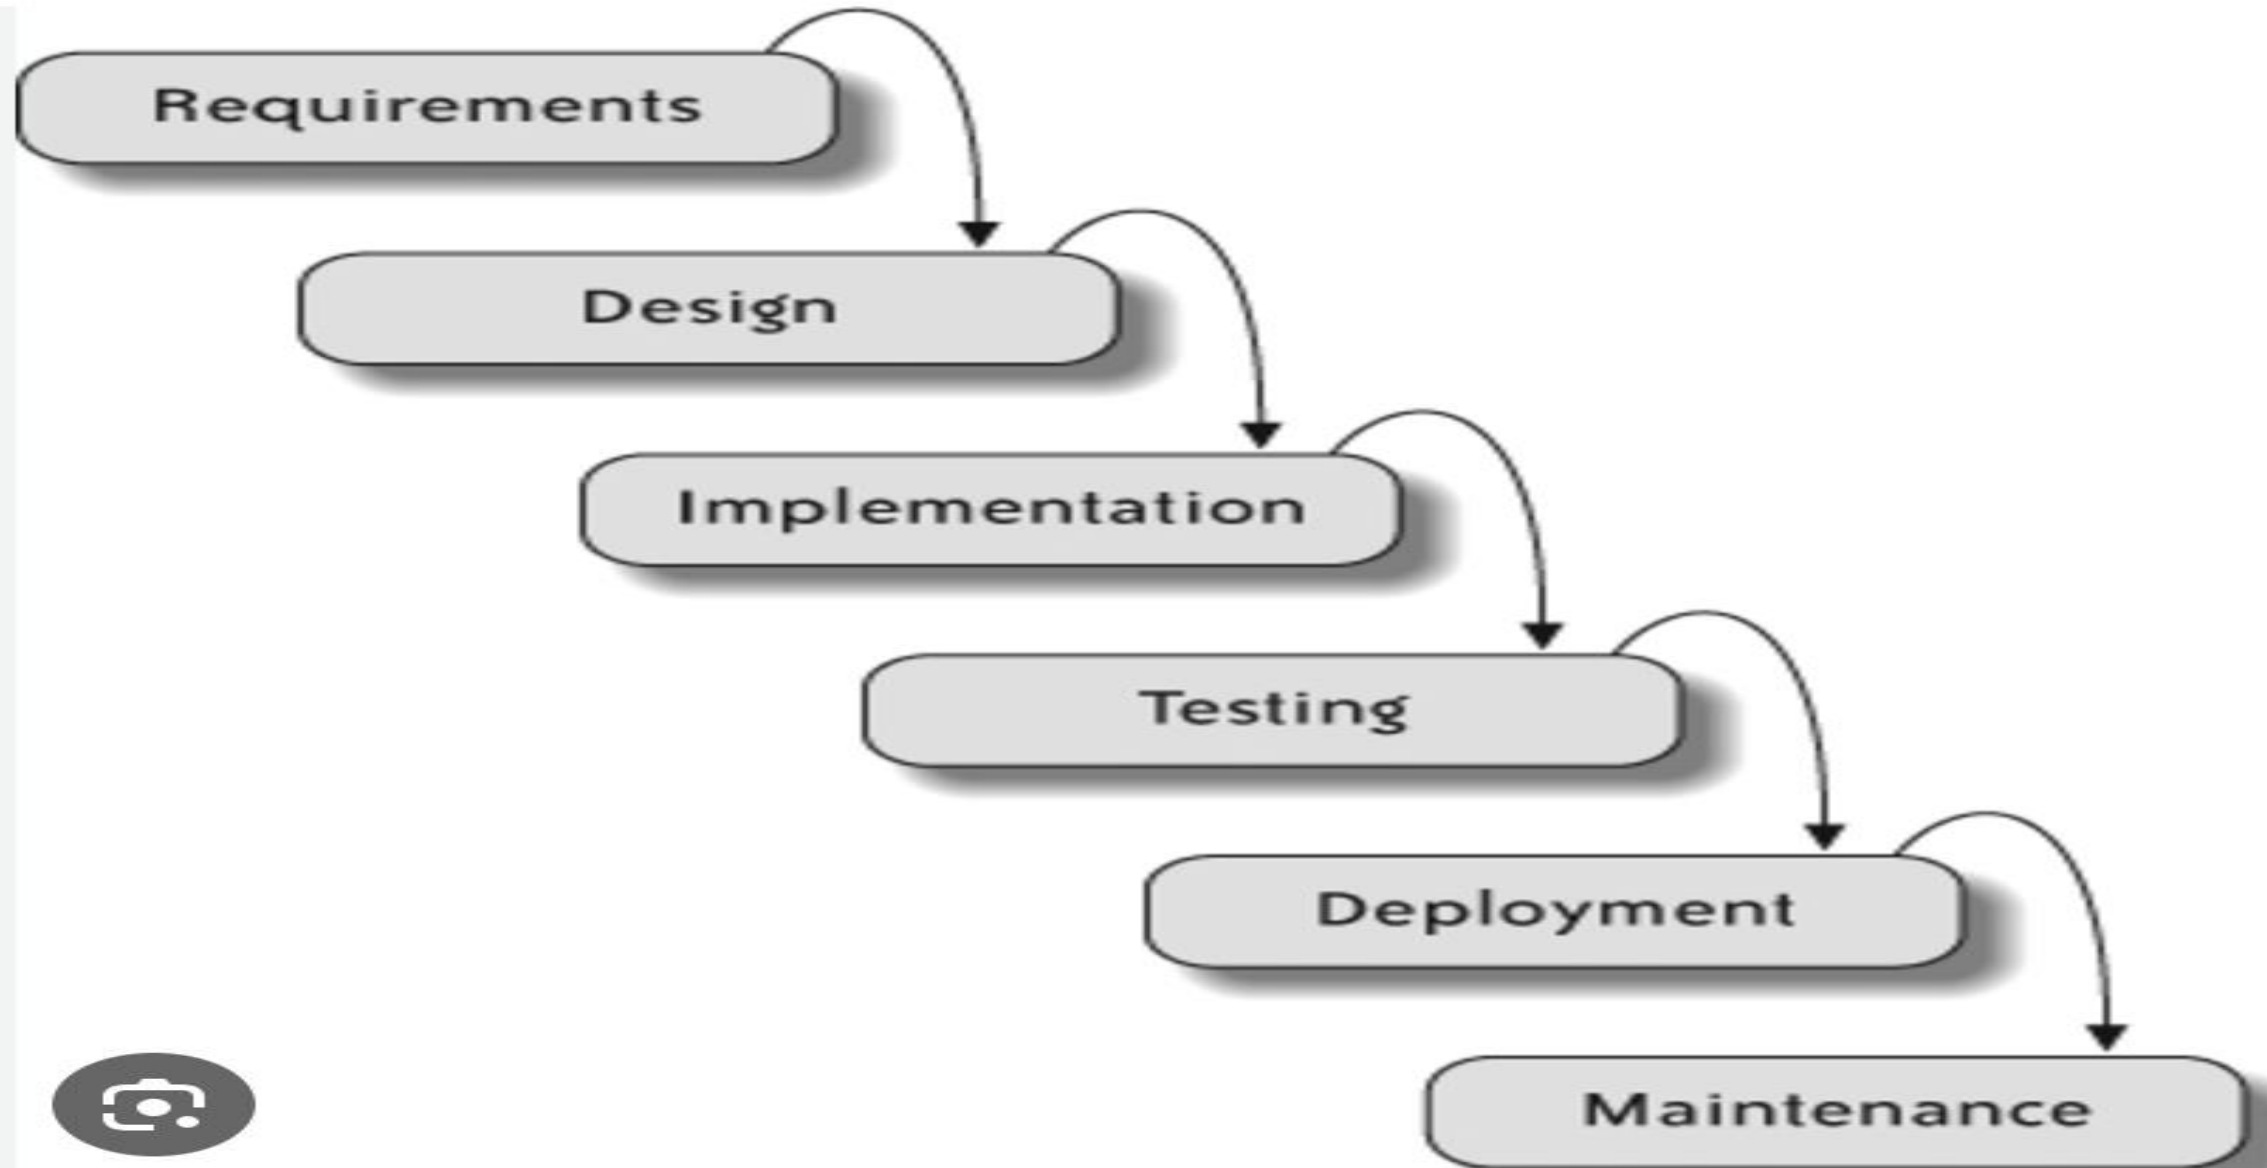 Requirements
Design
Implementation
Testing
Deployment
Maintenance